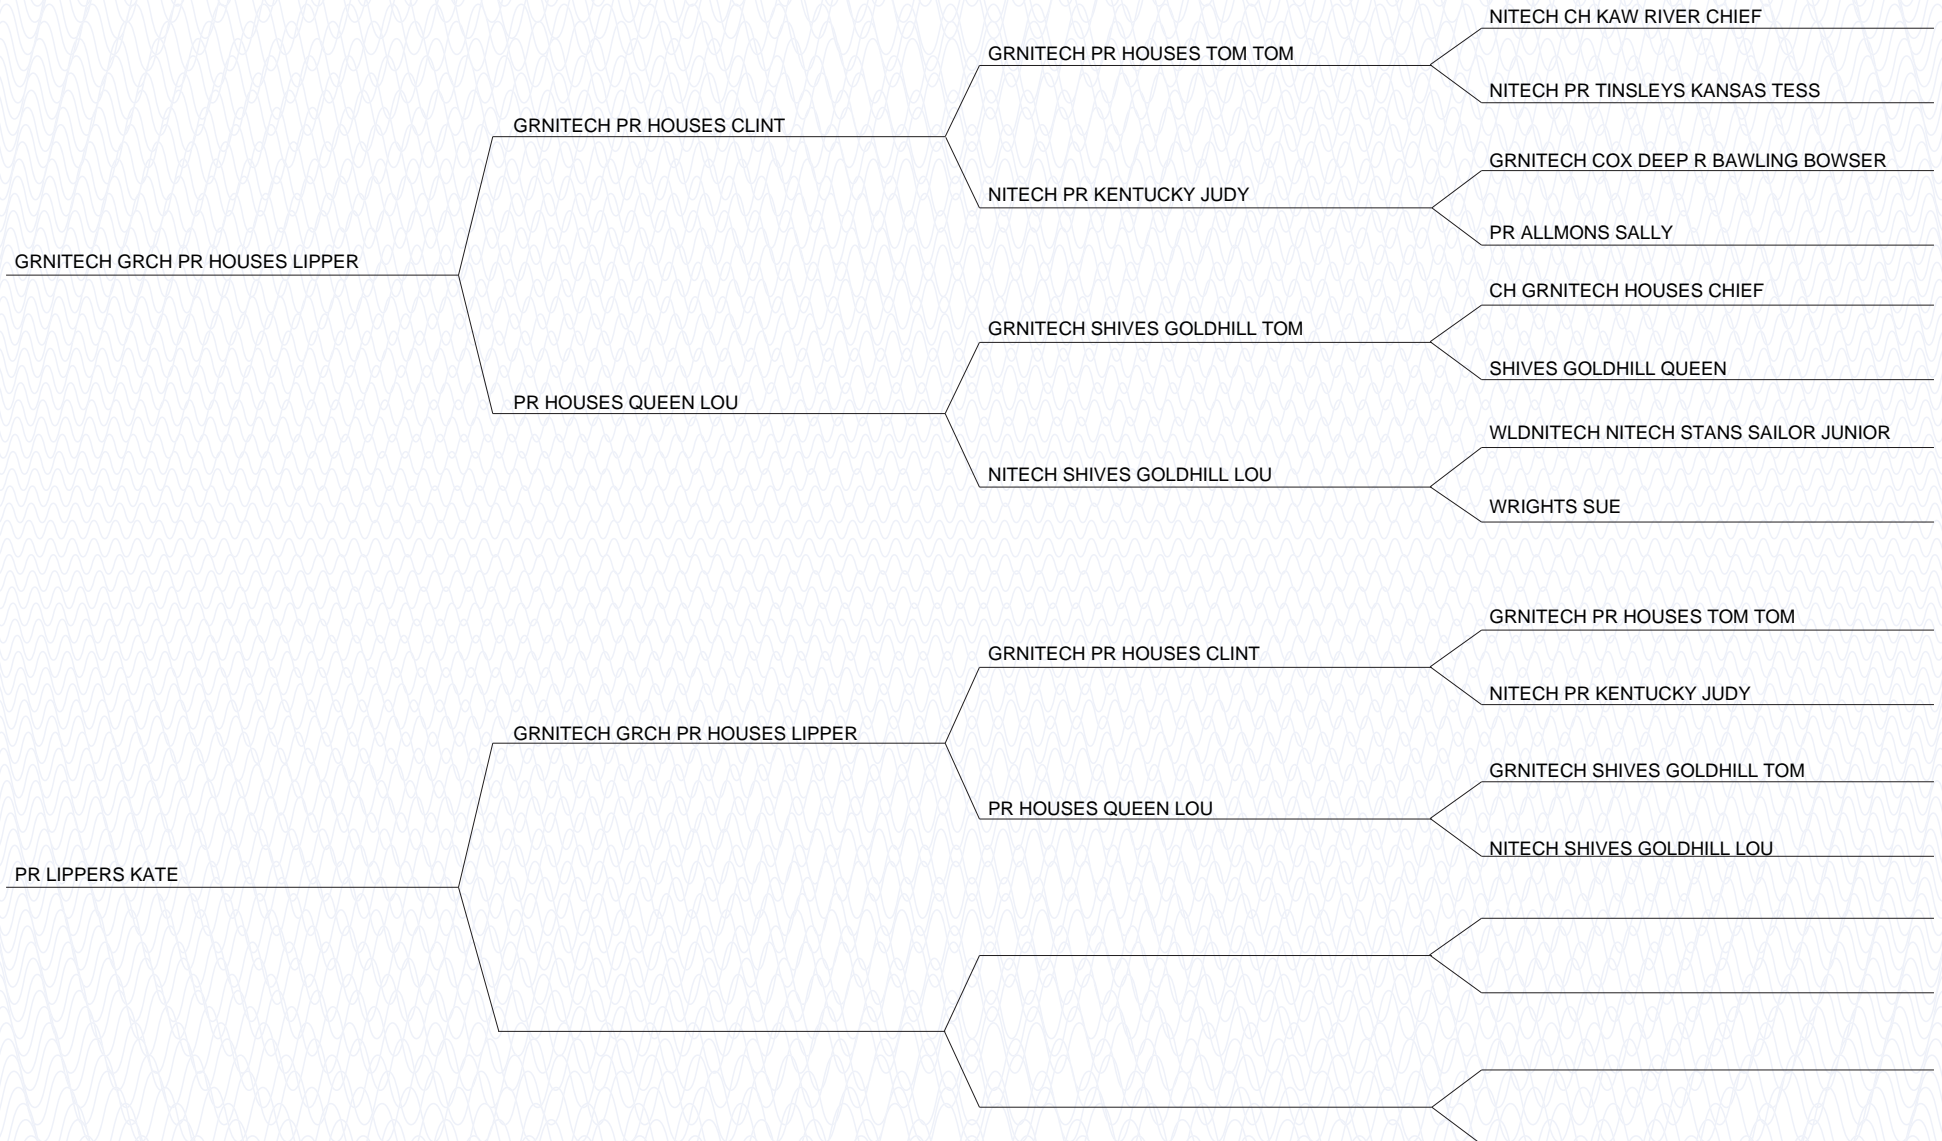 NITECH CH KAW RIVER CHIEF
GRNITECH PR HOUSES TOM TOM
NITECH PR TINSLEYS KANSAS TESS
GRNITECH PR HOUSES CLINT
GRNITECH COX DEEP R BAWLING BOWSER
NITECH PR KENTUCKY JUDY
PR ALLMONS SALLY
GRNITECH GRCH PR HOUSES LIPPER
CH GRNITECH HOUSES CHIEF
GRNITECH SHIVES GOLDHILL TOM
SHIVES GOLDHILL QUEEN
PR HOUSES QUEEN LOU
WLDNITECH NITECH STANS SAILOR JUNIOR
NITECH SHIVES GOLDHILL LOU
WRIGHTS SUE
GRNITECH PR HOUSES TOM TOM
GRNITECH PR HOUSES CLINT
NITECH PR KENTUCKY JUDY
GRNITECH GRCH PR HOUSES LIPPER
GRNITECH SHIVES GOLDHILL TOM
PR HOUSES QUEEN LOU
NITECH SHIVES GOLDHILL LOU
PR LIPPERS KATE